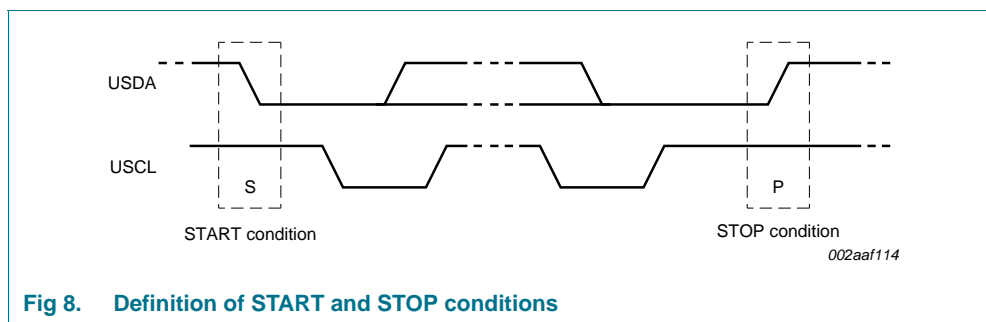 USDA
USCL
S
P
START condition
STOP condition
002aaf114
Fig 8. Definition of START and STOP conditions